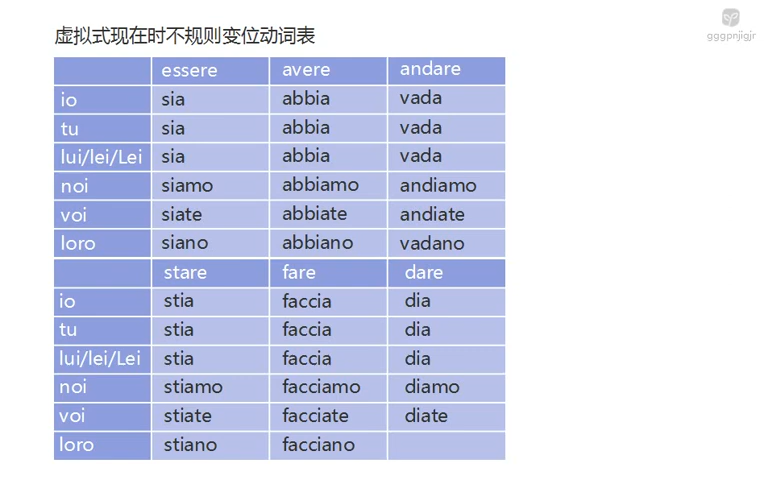 gggpnjigjr
虚拟式现在时不规则变位动词表
essere avere andare
io sia abbia vada
tu sia abbia vada
lui/lei/Lei sia abbia vada
noi siamo abbiamo andiamo
voi siate abbiate andiate
loro siano abbiano vadano
stare fare dare
io stia faccia dia
tu stia faccia dia
lui/lei/Lei stia faccia dia
noi stiamo facciamo diamo
voi stiate facciate diate
loro stiano facciano